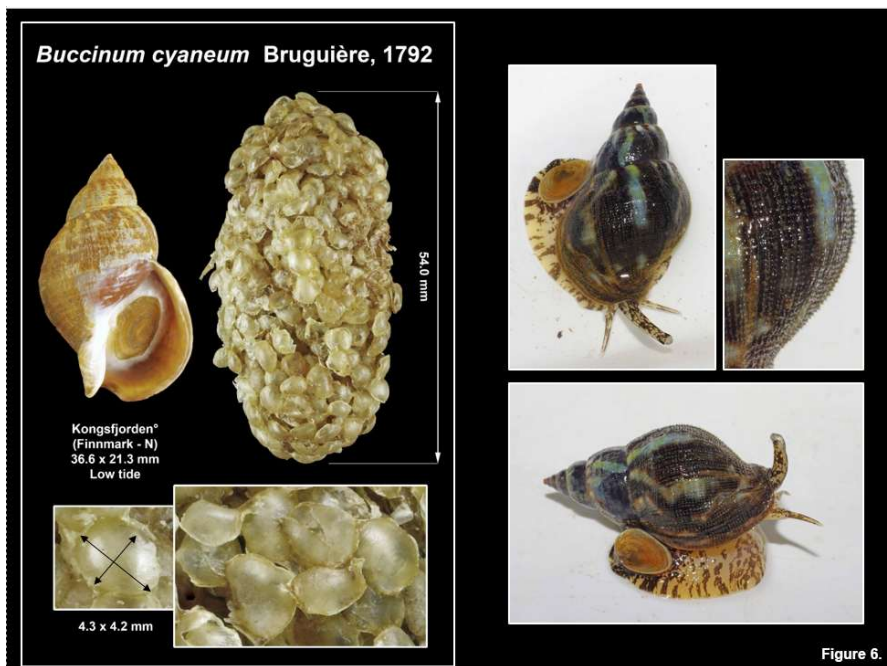 Buccinum cyaneum Bruguière, 1792
54.0 mm
Kongsfjorden°
(Finnmark - N)
36.6 x 21.3 mm
Low tide
4.3 x 4.2 mm
Figure 6.